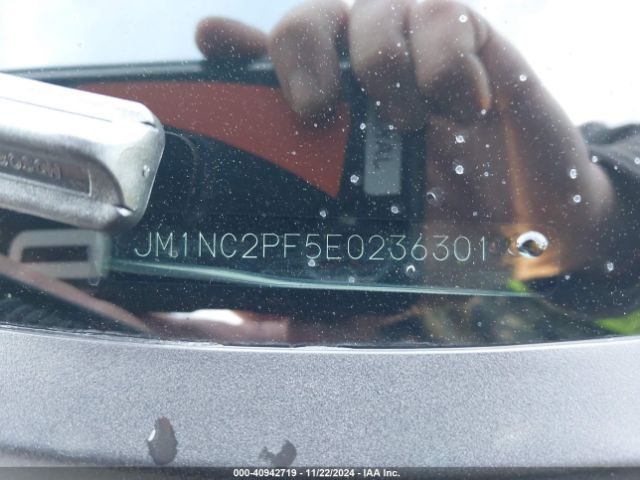 JM1NC2PF5E0236301
000-40942719 - 11/22/2024 - IAA Inc.